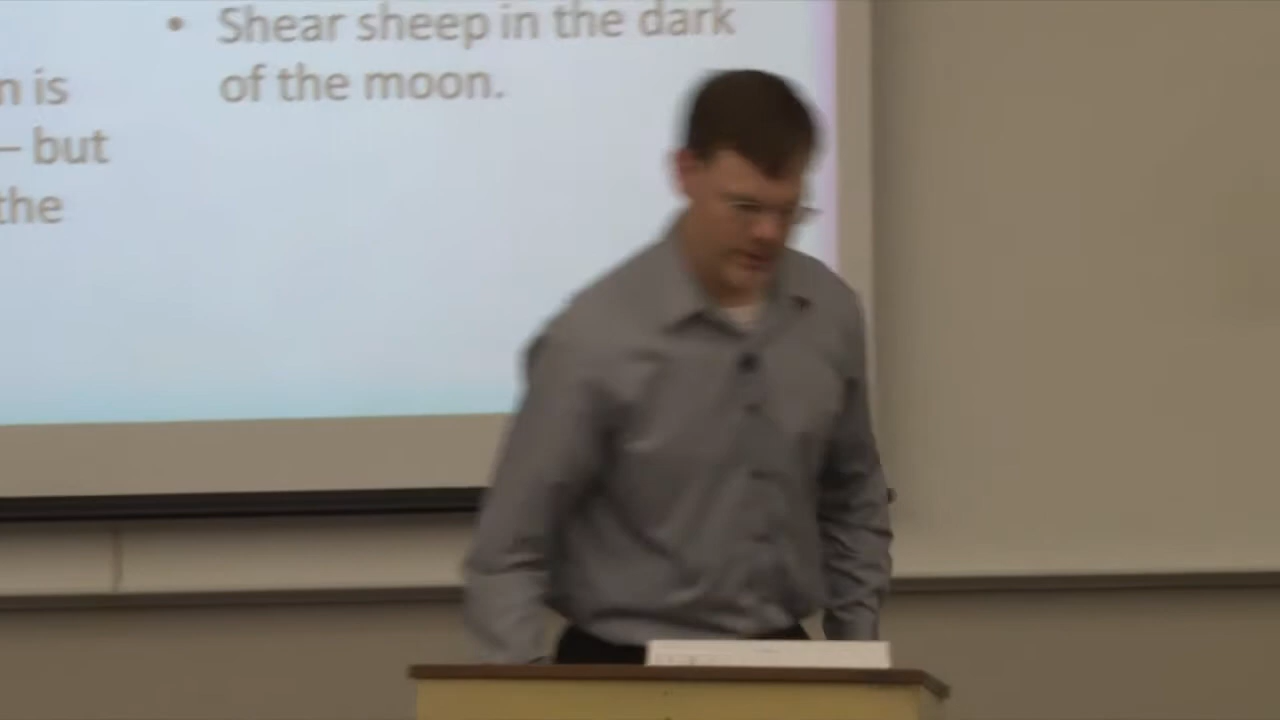 n is
– but
the
• Shear sheep in the dark
of the moon.